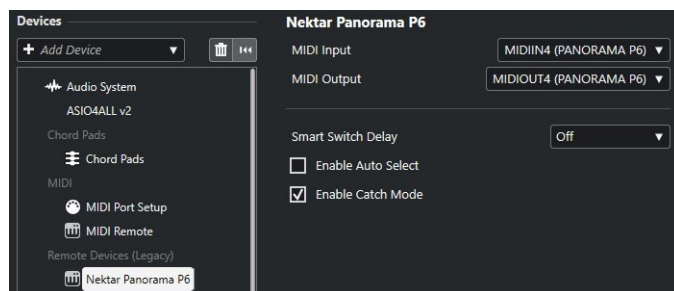 Devices
+ Add Device
Audio System
ASIO4ALL v2
Chord Pads
Chord Pads
MIDI
MIDI Port Setup
MIDI Remote
Remote Devices (Legacy)
Nektar Panorama P6
Nektar Panorama P6
MIDI Input MIDIIN4 (PANORAMA P6)
MIDI Output MIDIOUT4 (PANORAMA P6)
Smart Switch Delay Off
Enable Auto Select
Enable Catch Mode